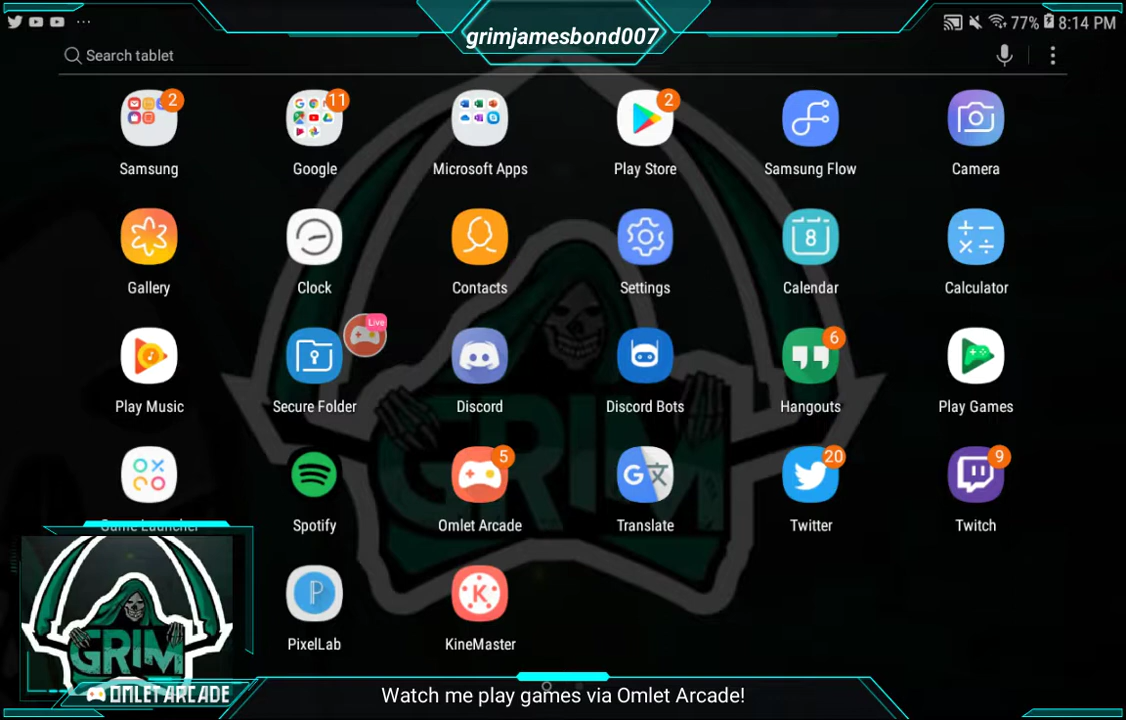 grimjamesbond007
77% 8:14 PM
Search tablet
2
11
2
Samsung
Google
Microsoft Apps
Play Store
Samsung Flow
Camera
8
Gallery
Clock
Contacts
Settings
Calendar
Calculator
Live
6
Play Music
Secure Folder
Discord
Discord Bots
Hangouts
Play Games
5
20
9
Game Launcher
Spotify
Omlet Arcade
Translate
Twitter
Twitch
GRIM
PixelLab
KineMaster
GRIM
OMLET ARCADE
Watch me play games via Omlet Arcade!